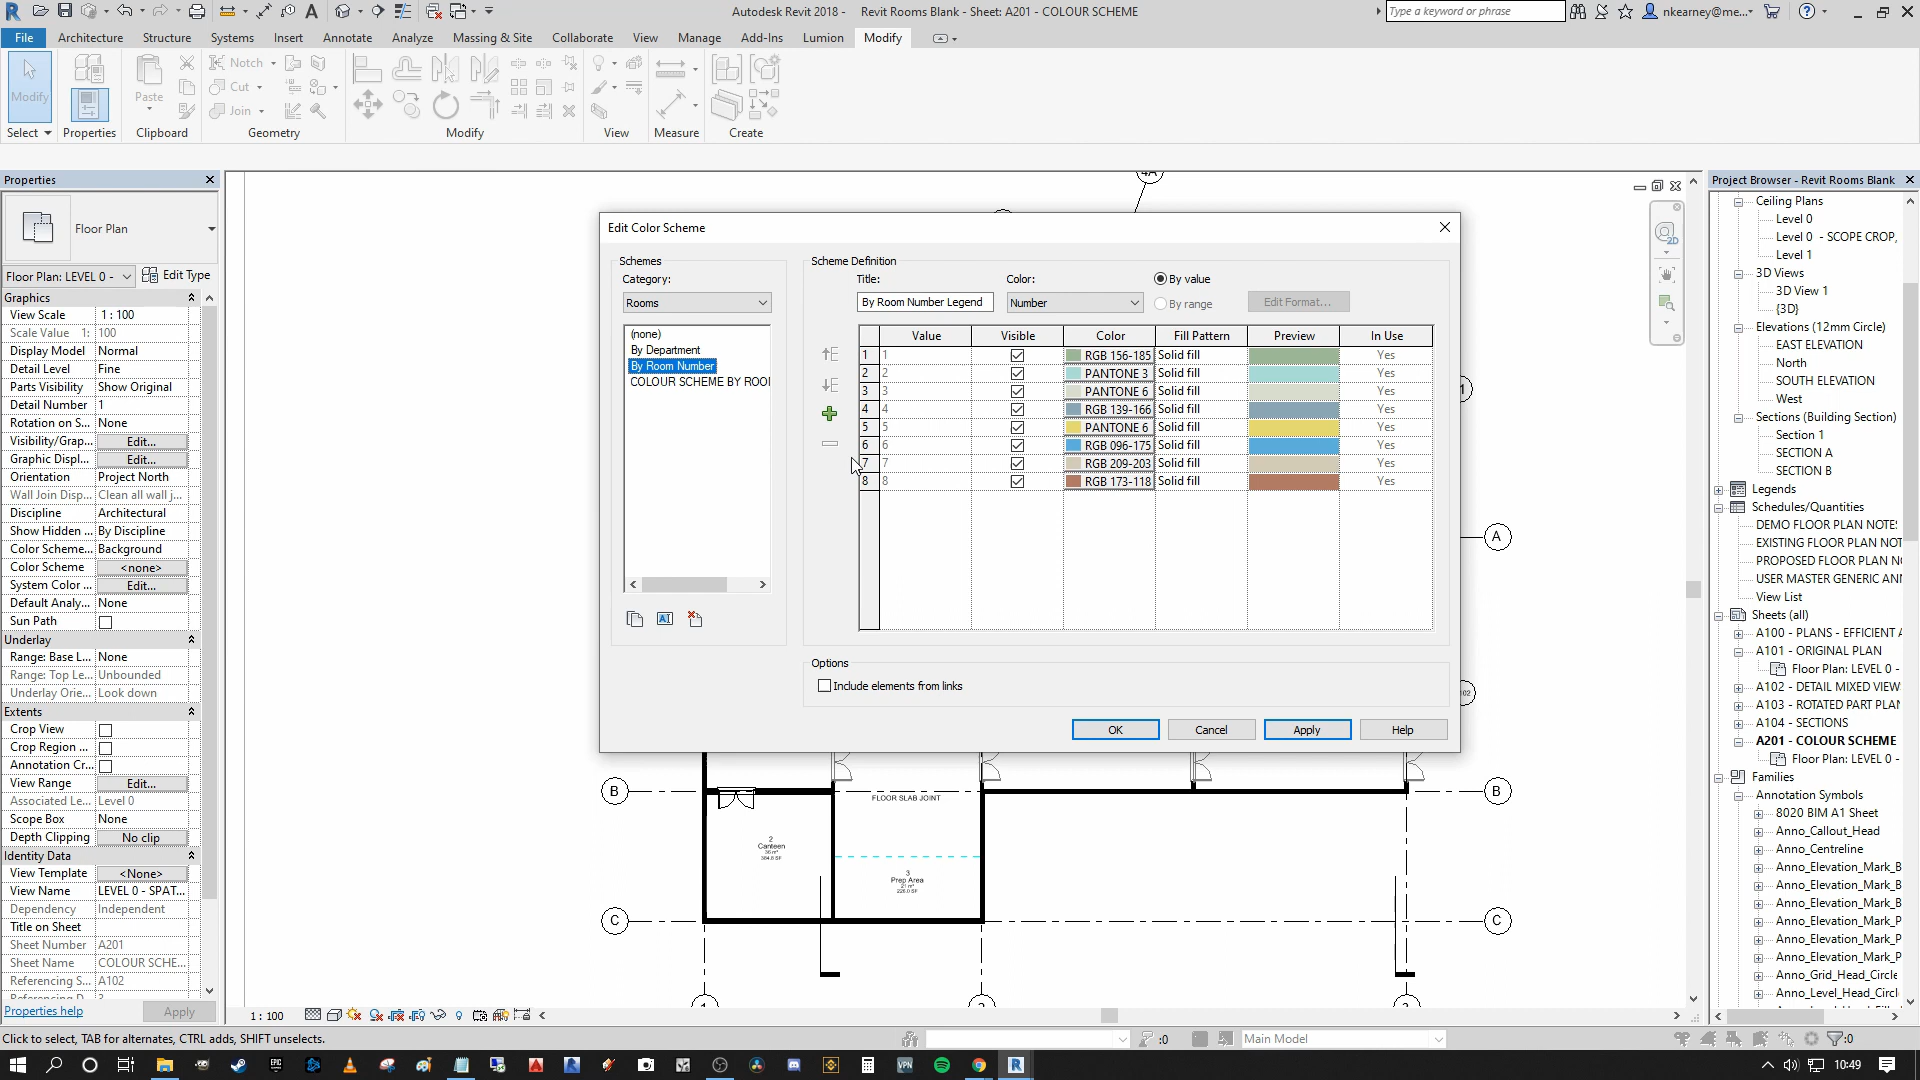 Autodesk Revit 2018 - Revit Rooms Blank - Sheet: A201 - COLOUR SCHEME
Type a keyword or phrase
nkearney@me...
File Architecture Structure Systems Insert Annotate Analyze Massing & Site Collaborate View Manage Add-Ins Lumion Modify
Modify
Paste
Notch
Cut
Join
Select Properties Clipboard Geometry Modify View Measure Create
Properties
Floor Plan
Floor Plan: LEVEL 0 -
Edit Type
Graphics
View Scale 1 : 100
Scale Value 1: 100
Display Model Normal
Detail Level Fine
Parts Visibility Show Original
Detail Number 1
Rotation on S... None
Visibility/Grap... Edit...
Graphic Displ... Edit...
Orientation Project North
Wall Join Disp... Clean all wall j...
Discipline Architectural
Show Hidden ... By Discipline
Color Scheme... Background
Color Scheme <none>
System Color ... Edit...
Default Analy... None
Sun Path
Underlay
Range: Base L... None
Range: Top Le... Unbounded
Underlay Orie... Look down
Extents
Crop View
Crop Region ...
Annotation Cr...
View Range Edit...
Associated Le... Level 0
Scope Box None
Depth Clipping No clip
Identity Data
View Template <None>
View Name LEVEL 0 - SPAT...
Dependency Independent
Title on Sheet
Sheet Number A201
Sheet Name COLOUR SCHE...
Referencing S... A102
Properties help
Apply
Edit Color Scheme
Schemes
Category:
Rooms
(none)
By Department
By Room Number
COLOUR SCHEME BY ROO
Scheme Definition
Title:
By Room Number Legend
Color:
Number
By value
By range
Edit Format...
Value Visible Color Fill Pattern Preview In Use
1 1 RGB 156-185 Solid fill Yes
2 2 PANTONE 3 Solid fill Yes
3 3 PANTONE 6 Solid fill Yes
4 4 RGB 139-166 Solid fill Yes
5 5 PANTONE 6 Solid fill Yes
6 6 RGB 096-175 Solid fill Yes
7 7 RGB 209-203 Solid fill Yes
8 8 RGB 173-118 Solid fill Yes
Options
Include elements from links
OK Cancel Apply Help
4A
1
A
102
B
B
FLOOR SLAB JOINT
2
Canteen
3
Prep Area
21 m²
C
C
Project Browser - Revit Rooms Blank
Ceiling Plans
Level 0
Level 0 - SCOPE CROP,
Level 1
3D Views
3D View 1
{3D}
Elevations (12mm Circle)
EAST ELEVATION
North
SOUTH ELEVATION
West
Sections (Building Section)
Section 1
SECTION A
SECTION B
Legends
Schedules/Quantities
DEMO FLOOR PLAN NOTE:
EXISTING FLOOR PLAN NOT
PROPOSED FLOOR PLAN N
USER MASTER GENERIC AN
View List
Sheets (all)
A100 - PLANS - EFFICIENT A
A101 - ORIGINAL PLAN
Floor Plan: LEVEL 0 -
A102 - DETAIL MIXED VIEW
A103 - ROTATED PART PLAN
A104 - SECTIONS
A201 - COLOUR SCHEME
Floor Plan: LEVEL 0 -
Families
Annotation Symbols
8020 BIM A1 Sheet
Anno_Callout_Head
Anno_Centreline
Anno_Elevation_Mark_B
Anno_Elevation_Mark_B
Anno_Elevation_Mark_B
Anno_Elevation_Mark_P
Anno_Elevation_Mark_P
Anno_Elevation_Mark_P
Anno_Grid_Head_Circle
Anno_Level_Head_Circl
1 : 100
Click to select, TAB for alternates, CTRL adds, SHIFT unselects.
:0
Main Model
:0
10:49